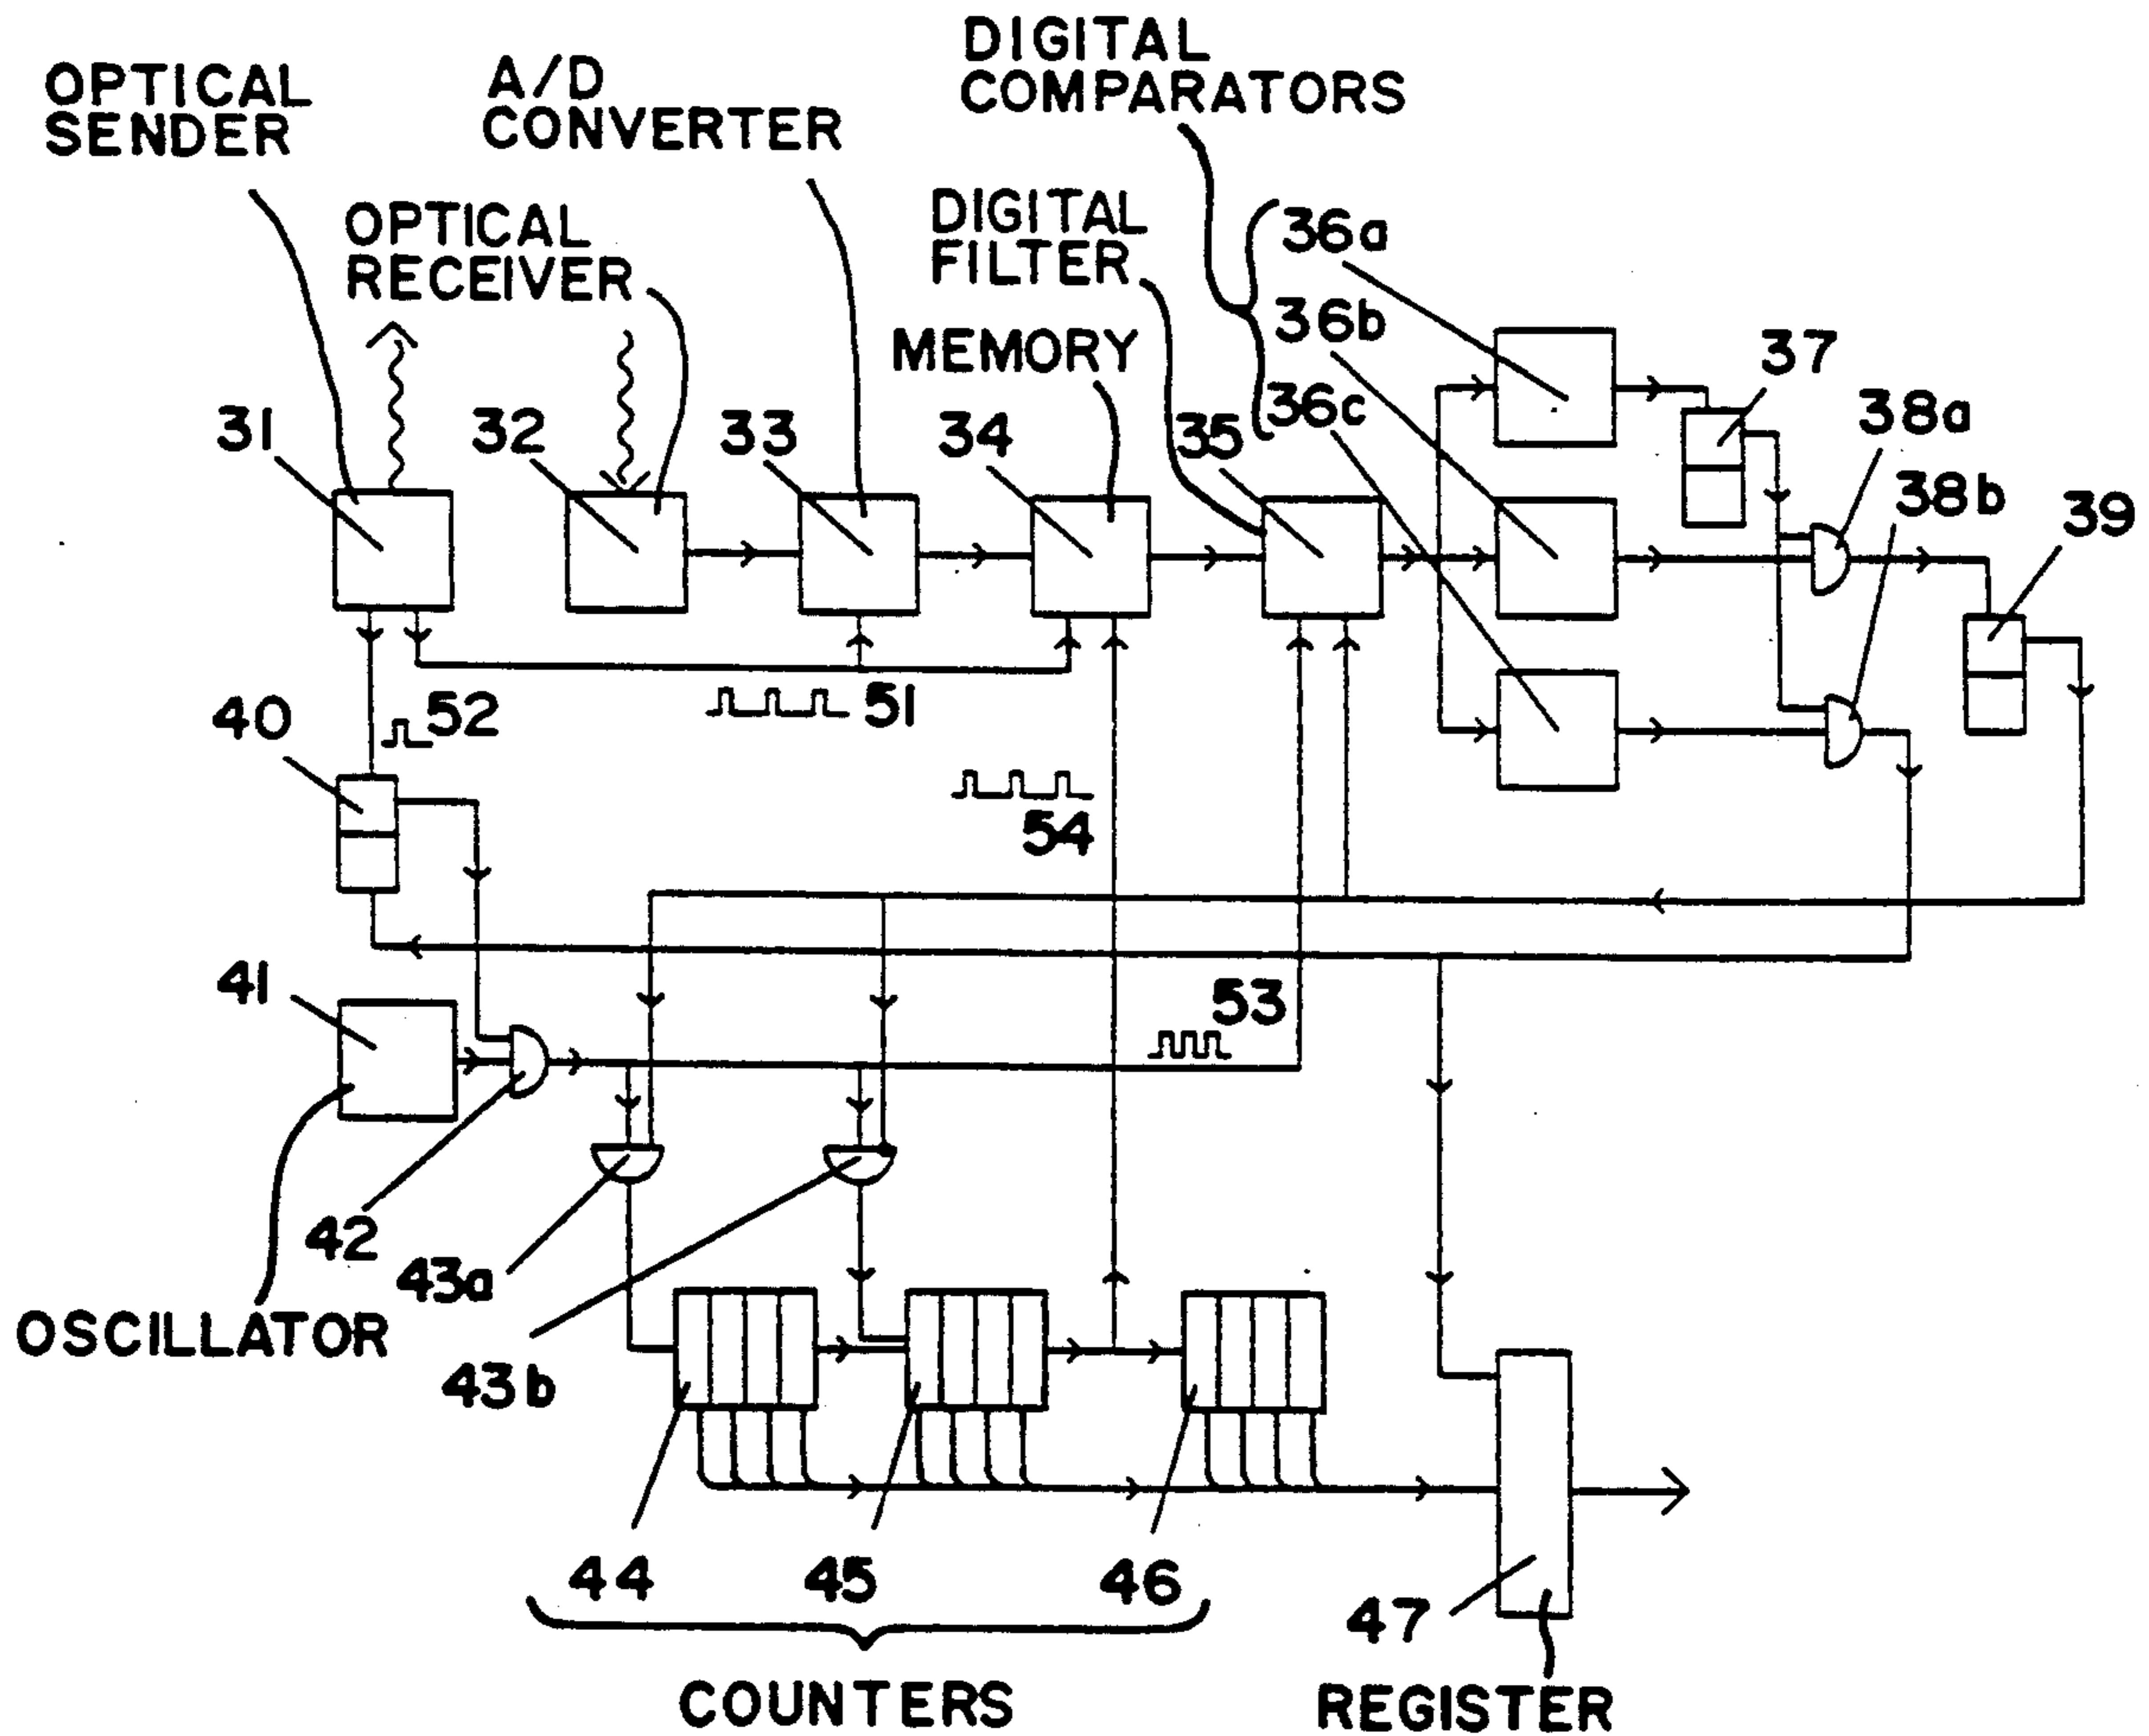 DIGITAL
COMPARATORS
OPTICAL
SENDER
A/D
CONVERTER
OPTICAL
RECEIVER
DIGITAL
FILTER
MEMORY
36a
36b
36c
37
38a
38b
39
31
32
33
34
35
51
52
40
54
53
41
42
43a
43b
OSCILLATOR
44
45
46
47
COUNTERS
REGISTER